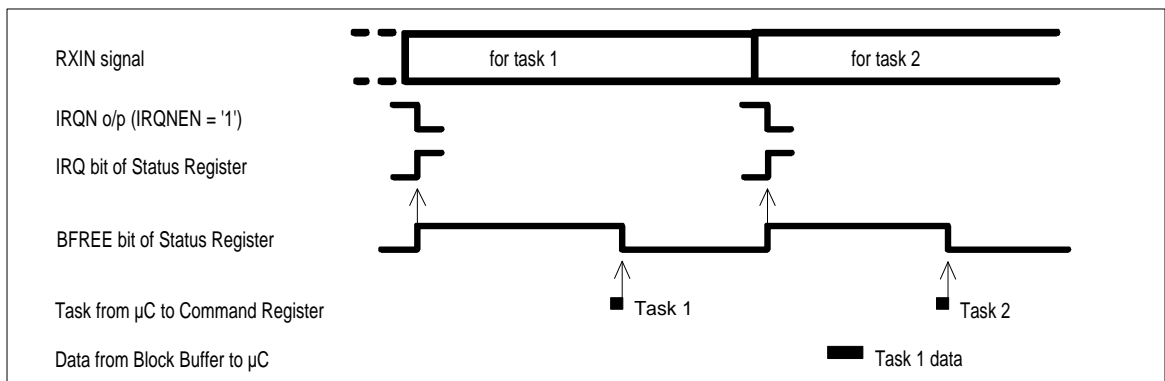 RXIN signal
for task 1
for task 2
IRQN o/p (IRQNEN = '1')
IRQ bit of Status Register
BFREE bit of Status Register
Task from µC to Command Register
Task 1
Task 2
Data from Block Buffer to µC
Task 1 data